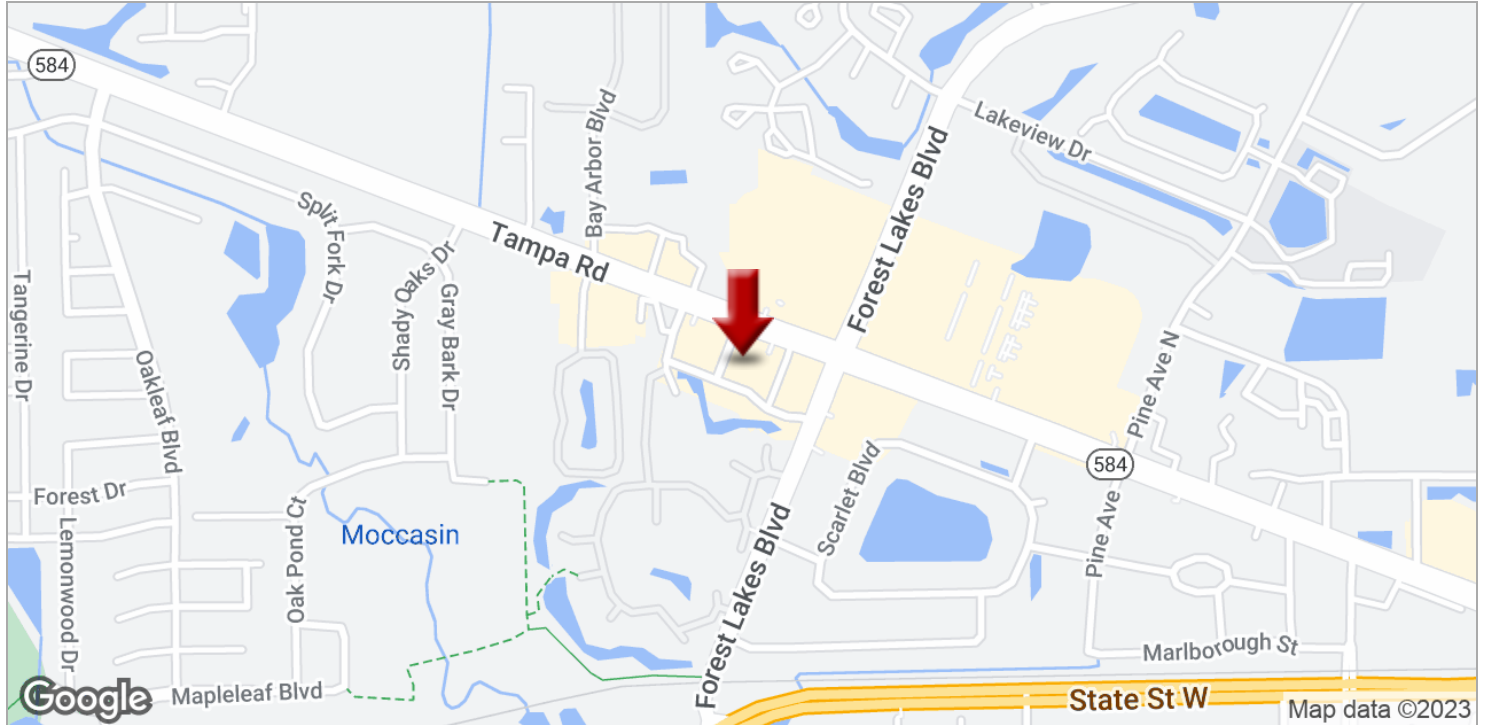 584
Bay Arbor Blvd
Forest Lakes Blvd
Lakeview Dr
Split Fork Dr
Tampa Rd
Shady Oaks Dr
Gray Bark Dr
Tangerine Dr
Oakleaf Blvd
Pine Ave N
584
Scarlet Blvd
Forest Dr
Lemonwood Dr
Oak Pond Ct
Moccasin
Forest Lakes Blvd
Pine Ave
Marlborough St
Mapleleaf Blvd
State St W
Google
Map data ©2023